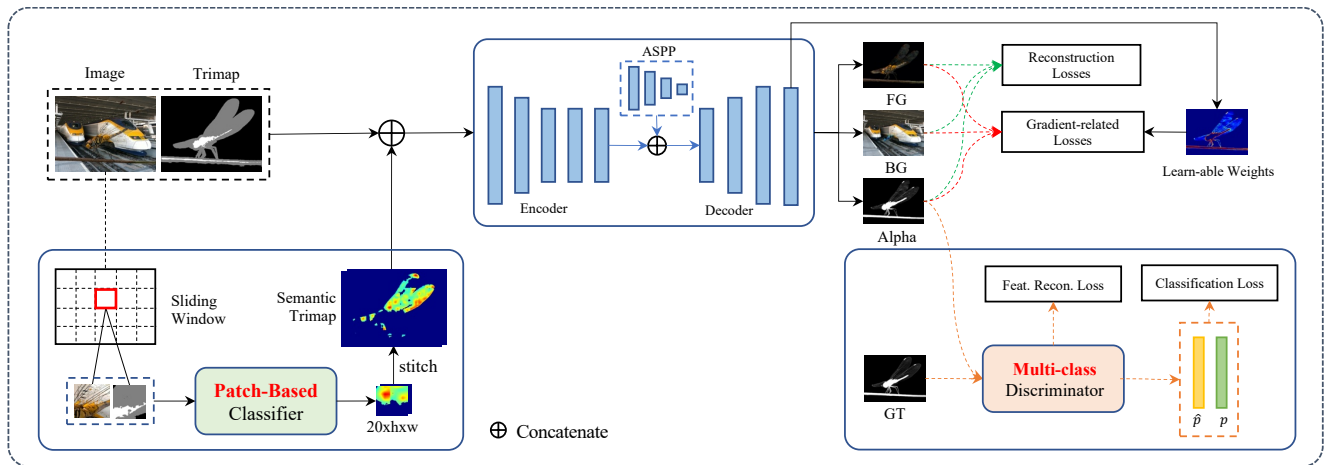 Image
Trimap
ASPP
Encoder
Decoder
FG
BG
Alpha
Reconstruction
Losses
Gradient-related
Losses
Learn-able Weights
Sliding
Window
Semantic
Trimap
stitch
Patch-Based
Classifier
20xhxw
⊕ Concatenate
Feat. Recon. Loss
Classification Loss
GT
Multi-class
Discriminator
p̂
p